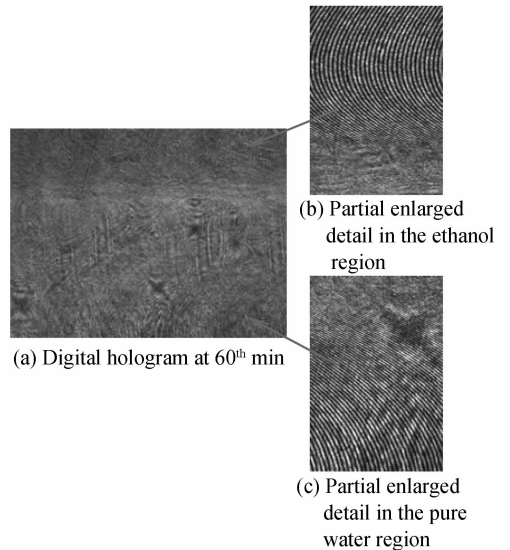 (b) Partial enlarged
detail in the ethanol
region
(a) Digital hologram at 60th min
(c) Partial enlarged
detail in the pure
water region